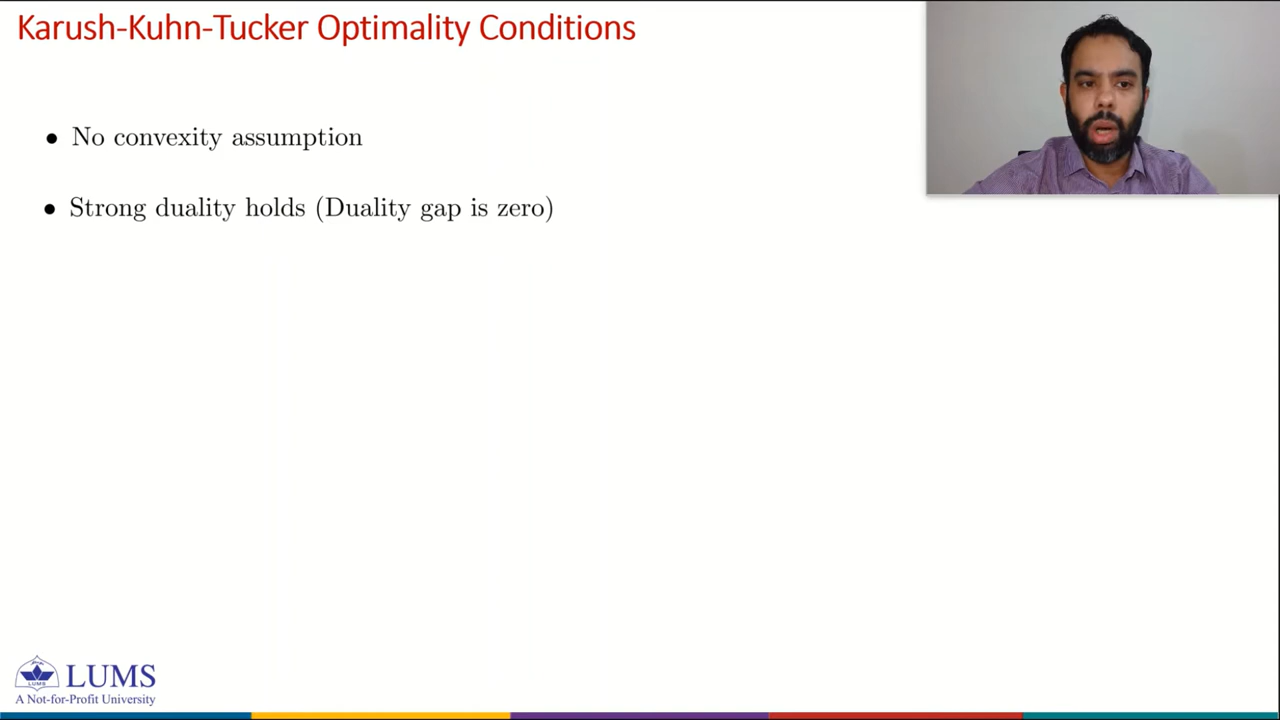 Karush-Kuhn-Tucker Optimality Conditions
• No convexity assumption
• Strong duality holds (Duality gap is zero)
LUMS
LUMS
A Not-for-Profit University